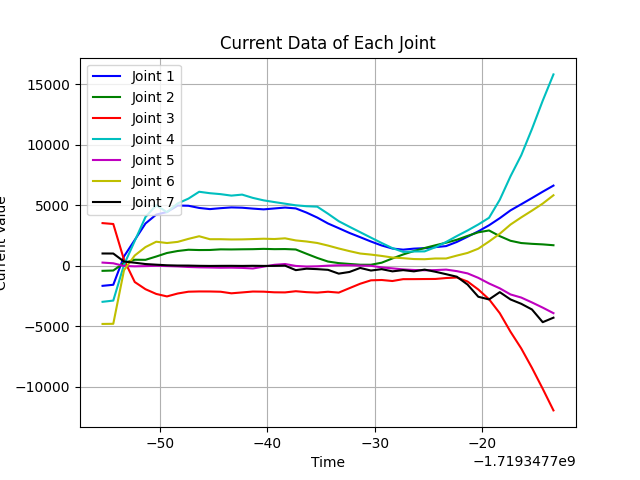 Current Data of Each Joint
Joint 1
Joint 2
Joint 3
Joint 4
Joint 5
Joint 6
Joint 7
15000
10000
5000
0
−5000
−10000
Current Value
−50
−40
−30
−20
Time
−1.7193477e9